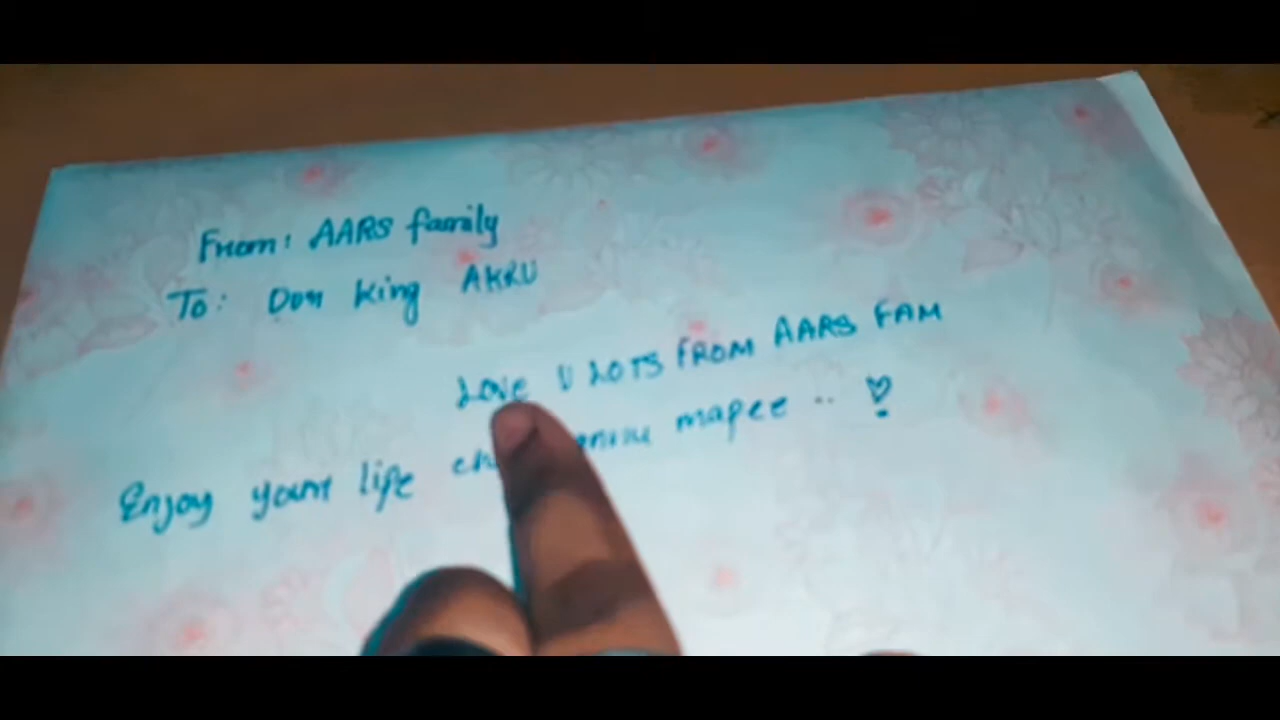 From: AARS family
To: Don king AKRU
LOVE U LOTS FROM AARS FAM
Enjoy your life mapee .. ♡